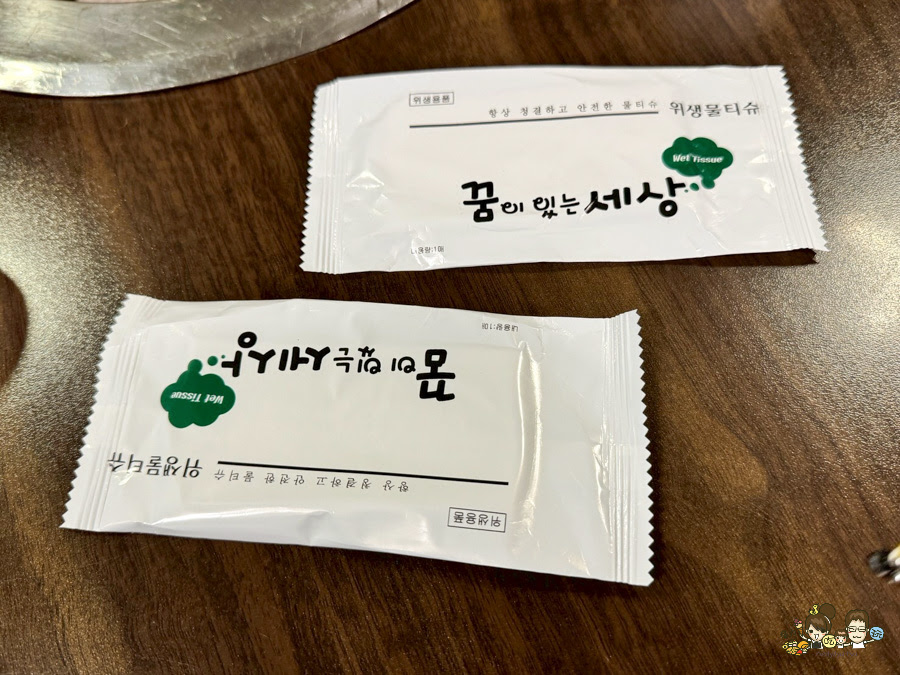 위생용품
항상 청결하고 안전한 물티슈 위생물티슈
Wet Tissue
꿈이 있는 세상
내용량:1매
내용량:1매
꿈이 있는 세상
Wet Tissue
위생물티슈
항상 청결하고 안전한 물티슈
위생용품